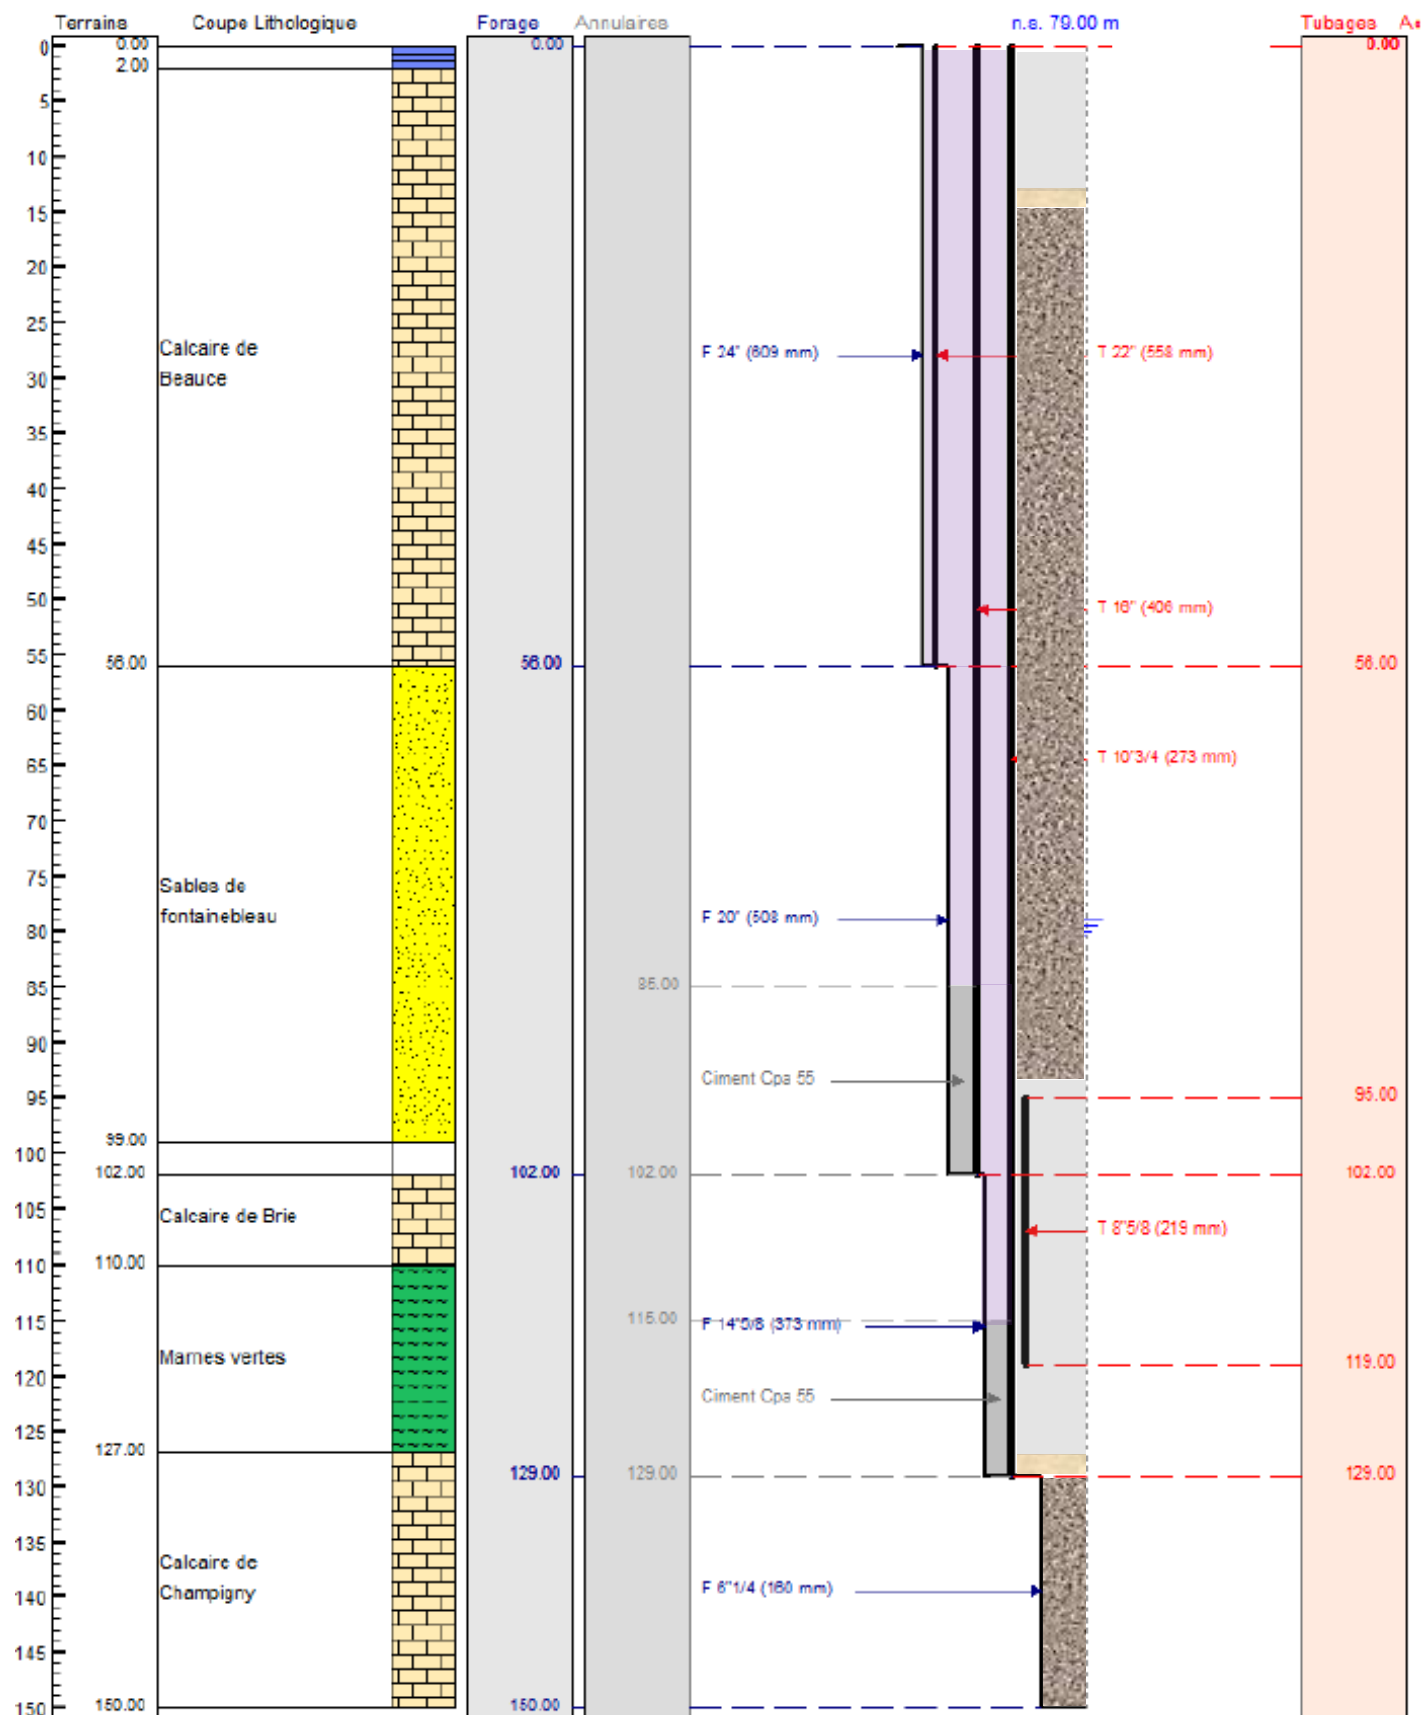 Terrains Coupe Lithologique Forage Annulaires n.s. 79.00 m Tubages
0 0.00 0.00 0.00
2.00
5
10
15
20
25
Calcaire de
Beauce
F 24" (609 mm) T 22" (558 mm)
30
35
40
45
50
T 16" (406 mm)
55
56.00 56.00 56.00
60
65
T 10"3/4 (273 mm)
70
75
Sables de
fontainebleau
F 20" (508 mm)
80
85 85.00
90
Ciment Cpa 55
95 95.00
99.00
100
102.00 102.00 102.00 102.00
105
Calcaire de Brie
T 8"5/8 (219 mm)
110 110.00
115 115.00
F 14"5/8 (373 mm)
Marnes vertes
119.00
120
Ciment Cpa 55
125
127.00
129.00 129.00 129.00
130
135
Calcaire de
Champigny
F 6"1/4 (160 mm)
140
145
150 150.00 150.00